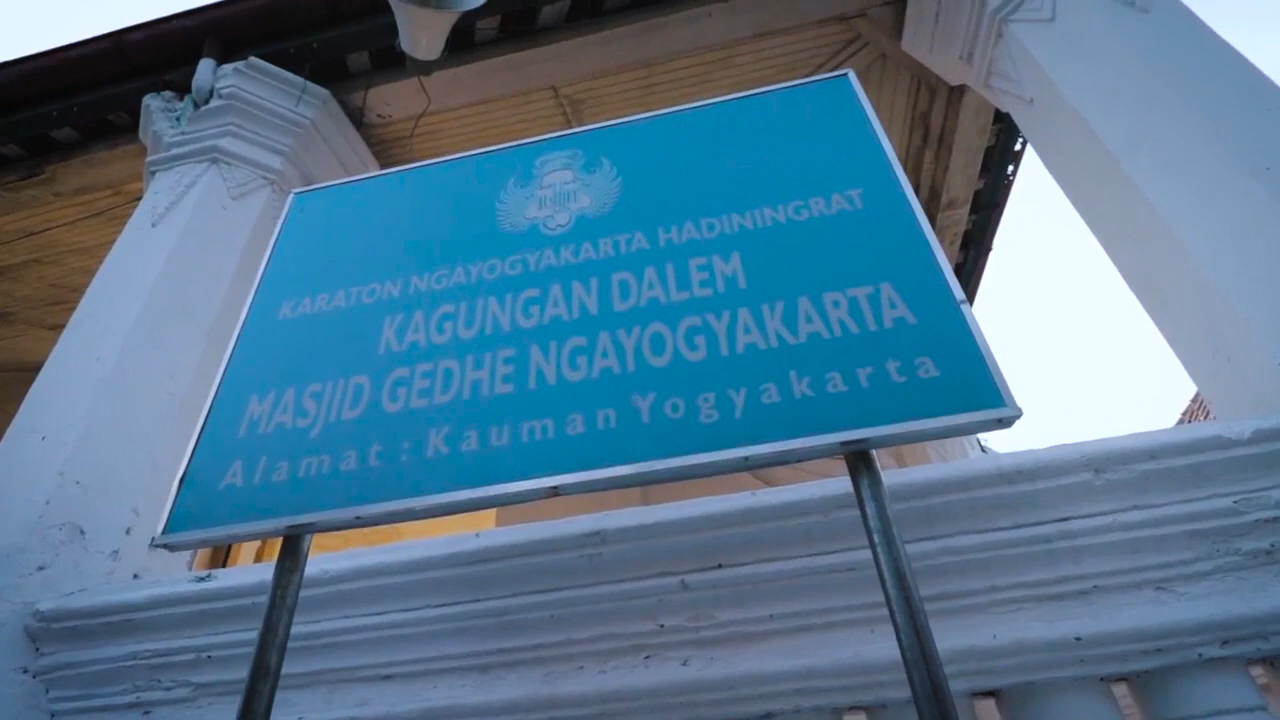 KARATON NGAYOGYAKARTA HADININGRAT
KAGUNGAN DALEM
MASJID GEDHE NGAYOGYAKARTA
Alamat : Kauman Yogyakarta